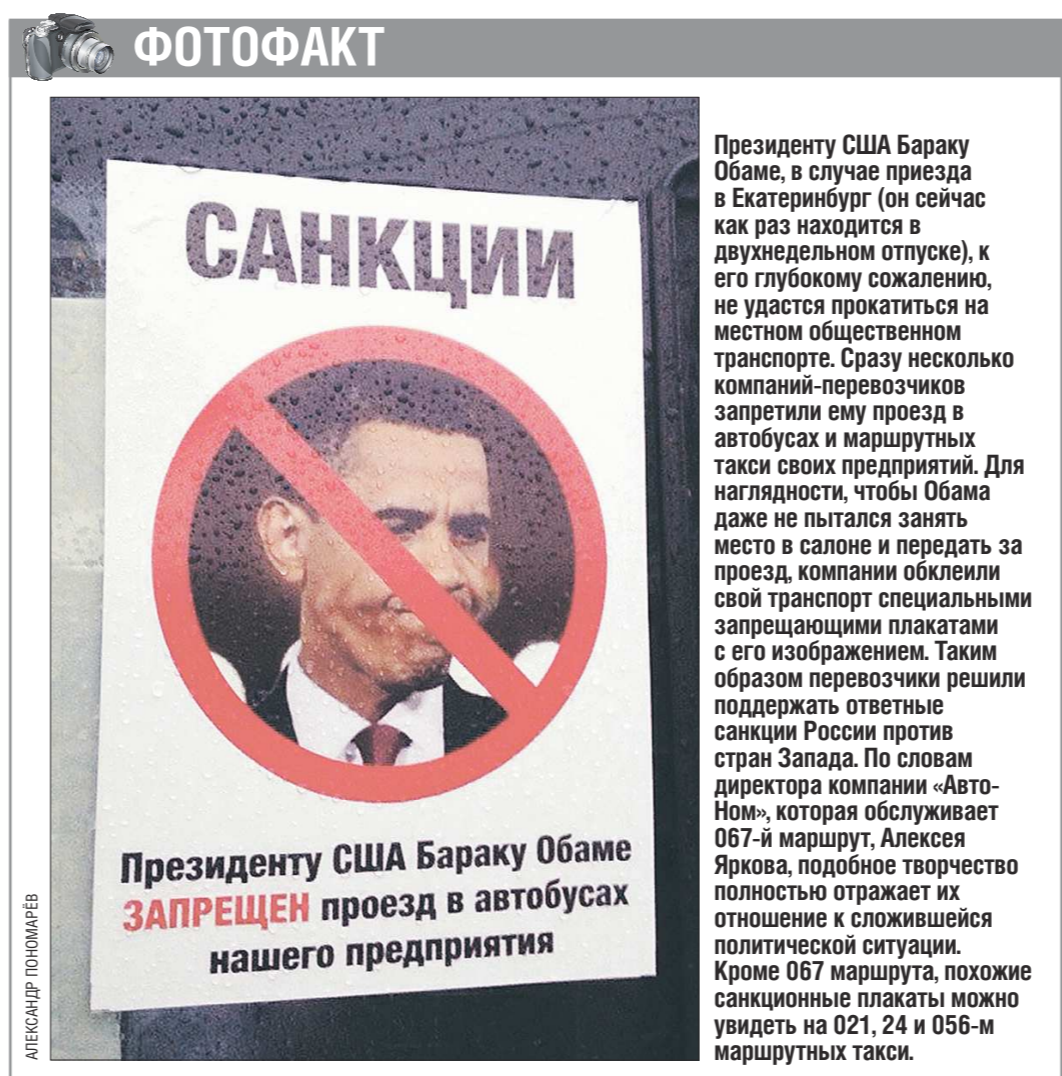 ФОТОФАКТ
САНКЦИИ
Президенту США Бараку Обаме
ЗАПРЕЩЕН проезд в автобусах
нашего предприятия
АЛЕКСАНДР ПОНОМАРЁВ
Президенту США Бараку
Обаме, в случае приезда
в Екатеринбург (он сейчас
как раз находится в
двухнедельном отпуске), к
его глубокому сожалению,
не удастся прокатиться на
местном общественном
транспорте. Сразу несколько
компаний-перевозчиков
запретили ему проезд в
автобусах и маршрутных
такси своих предприятий. Для
наглядности, чтобы Обама
даже не пытался занять
место в салоне и передать за
проезд, компании обклеили
свой транспорт специальными
запрещающими плакатами
с его изображением. Таким
образом перевозчики решили
поддержать ответные
санкции России против
стран Запада. По словам
директора компании «Авто-
Ном», которая обслуживает
067-й маршрут, Алексея
Яркова, подобное творчество
полностью отражает их
отношение к сложившейся
политической ситуации.
Кроме 067 маршрута, похожие
санкционные плакаты можно
увидеть на 021, 24 и 056-м
маршрутных такси.